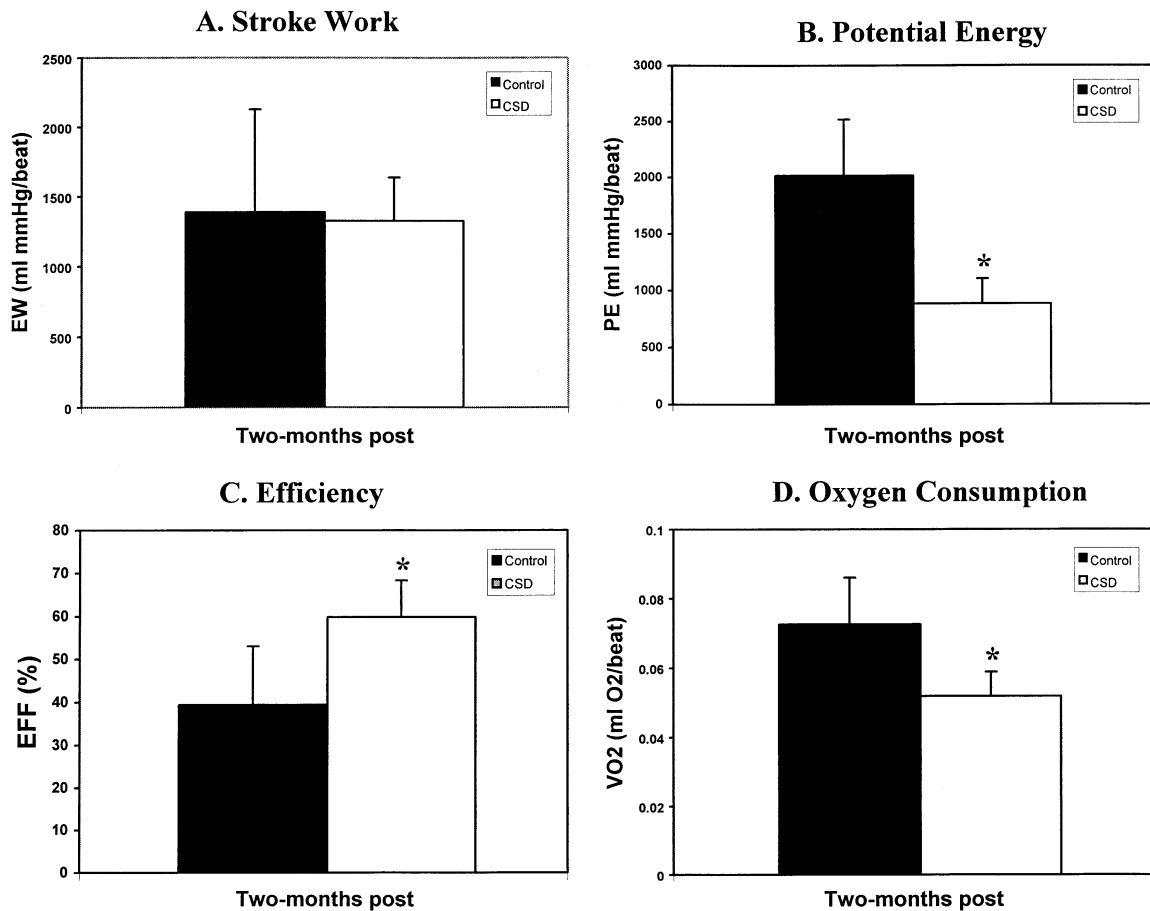 A. Stroke Work
2500
2000
1500
1000
500
0
EW (ml mmHg/beat)
Control
CSD
Two-months post
B. Potential Energy
3000
2500
2000
1500
1000
500
0
PE (ml mmHg/beat)
Control
CSD
*
Two-months post
C. Efficiency
80
70
60
50
40
30
20
10
0
EFF (%)
Control
CSD
*
Two-months post
D. Oxygen Consumption
0.1
0.08
0.06
0.04
0.02
0
VO2 (ml O2/beat)
Control
CSD
*
Two-months post